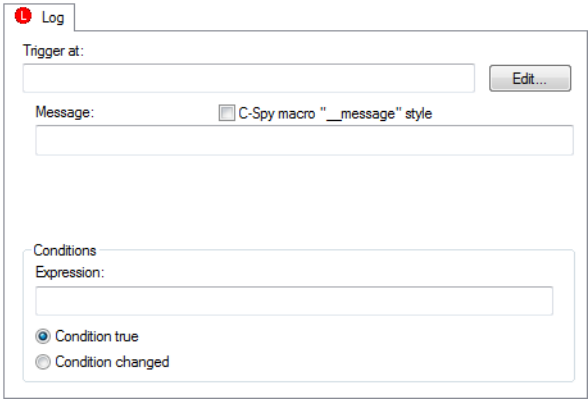 L Log
Trigger at:
Edit...
Message: C-Spy macro "__message" style
Conditions
Expression:
Condition true
Condition changed